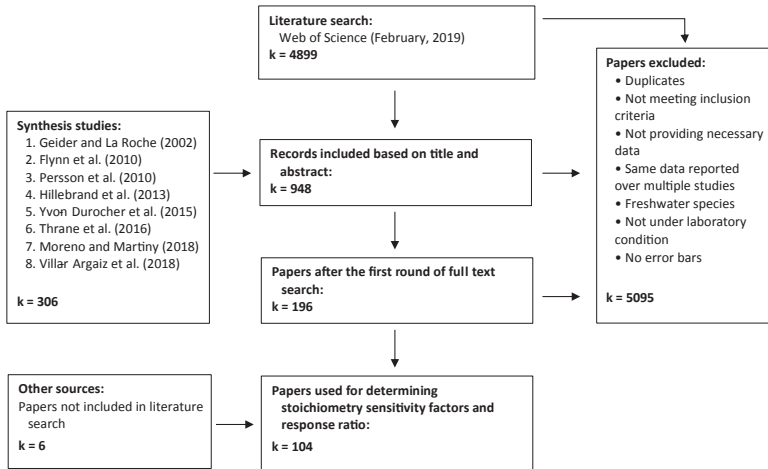 Literature search:
Web of Science (February, 2019)
k = 4899
Papers excluded:
• Duplicates
• Not meeting inclusion
criteria
• Not providing necessary
data
• Same data reported
over multiple studies
• Freshwater species
• Not under laboratory
condition
• No error bars
k = 5095
Synthesis studies:
1. Geider and La Roche (2002)
2. Flynn et al. (2010)
3. Persson et al. (2010)
4. Hillebrand et al. (2013)
5. Yvon Durocher et al. (2015)
6. Thrane et al. (2016)
7. Moreno and Martiny (2018)
8. Villar Argaiz et al. (2018)
k = 306
Records included based on title and
abstract:
k = 948
Papers after the first round of full text
search:
k = 196
Other sources:
Papers not included in literature
search
k = 6
Papers used for determining
stoichiometry sensitivity factors and
response ratio:
k = 104